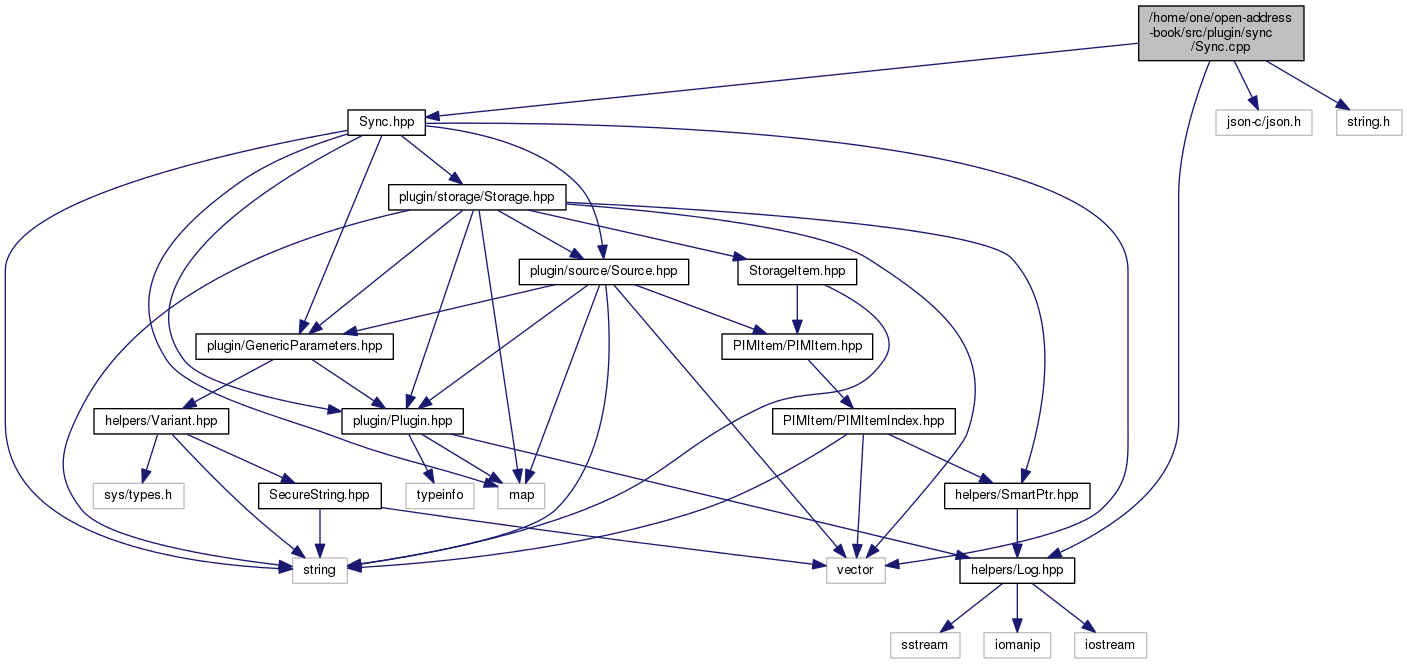 /home/one/open-address
-book/src/plugin/sync
/Sync.cpp
Sync.hpp
json-c/json.h
string.h
plugin/storage/Storage.hpp
plugin/source/Source.hpp
StorageItem.hpp
plugin/GenericParameters.hpp
PIMItem/PIMItem.hpp
helpers/Variant.hpp
plugin/Plugin.hpp
PIMItem/PIMItemIndex.hpp
sys/types.h
SecureString.hpp
typeinfo
map
helpers/SmartPtr.hpp
string
vector
helpers/Log.hpp
sstream
iomanip
iostream